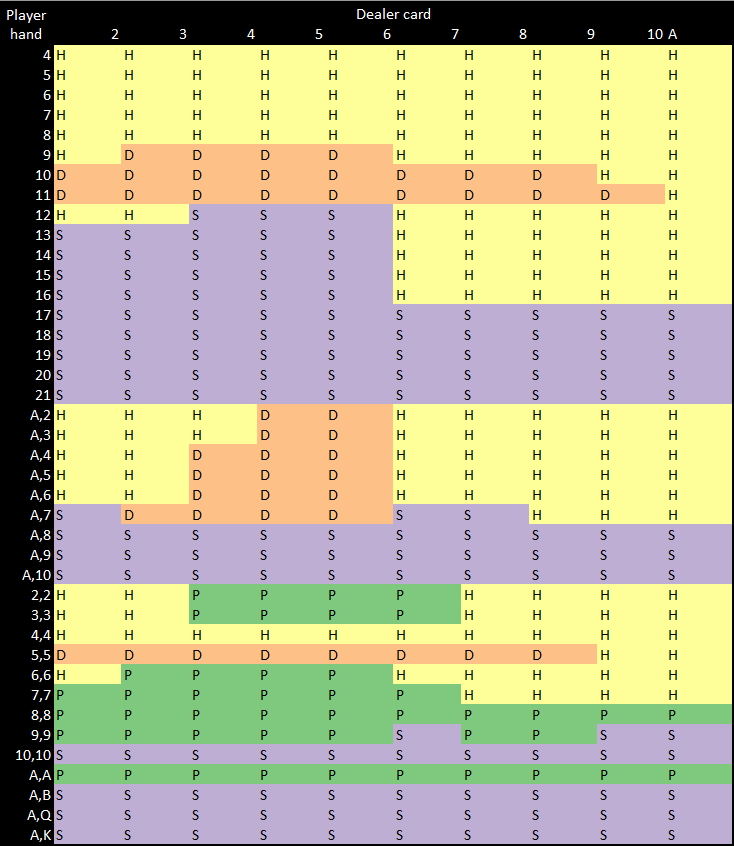 Player Dealer card
hand 2 3 4 5 6 7 8 9 10 A
4 H H H H H H H H H H
5 H H H H H H H H H H
6 H H H H H H H H H H
7 H H H H H H H H H H
8 H H H H H H H H H H
9 H D D D D H H H H H
10 D D D D D D D D H H
11 D D D D D D D D D H
12 H H S S S H H H H H
13 S S S S S H H H H H
14 S S S S S H H H H H
15 S S S S S H H H H H
16 S S S S S H H H H H
17 S S S S S S S S S S
18 S S S S S S S S S S
19 S S S S S S S S S S
20 S S S S S S S S S S
21 S S S S S S S S S S
A,2 H H H D D H H H H H
A,3 H H H D D H H H H H
A,4 H H D D D H H H H H
A,5 H H D D D H H H H H
A,6 H H D D D H H H H H
A,7 S D D D D S S H H H
A,8 S S S S S S S S S S
A,9 S S S S S S S S S S
A,10 S S S S S S S S S S
2,2 H H P P P P H H H H
3,3 H H P P P P H H H H
4,4 H H H H H H H H H H
5,5 D D D D D D D D H H
6,6 H P P P P H H H H H
7,7 P P P P P P H H H H
8,8 P P P P P P P P P P
9,9 P P P P P S P P S S
10,10 S S S S S S S S S S
A,A P P P P P P P P P P
A,B S S S S S S S S S S
A,Q S S S S S S S S S S
A,K S S S S S S S S S S